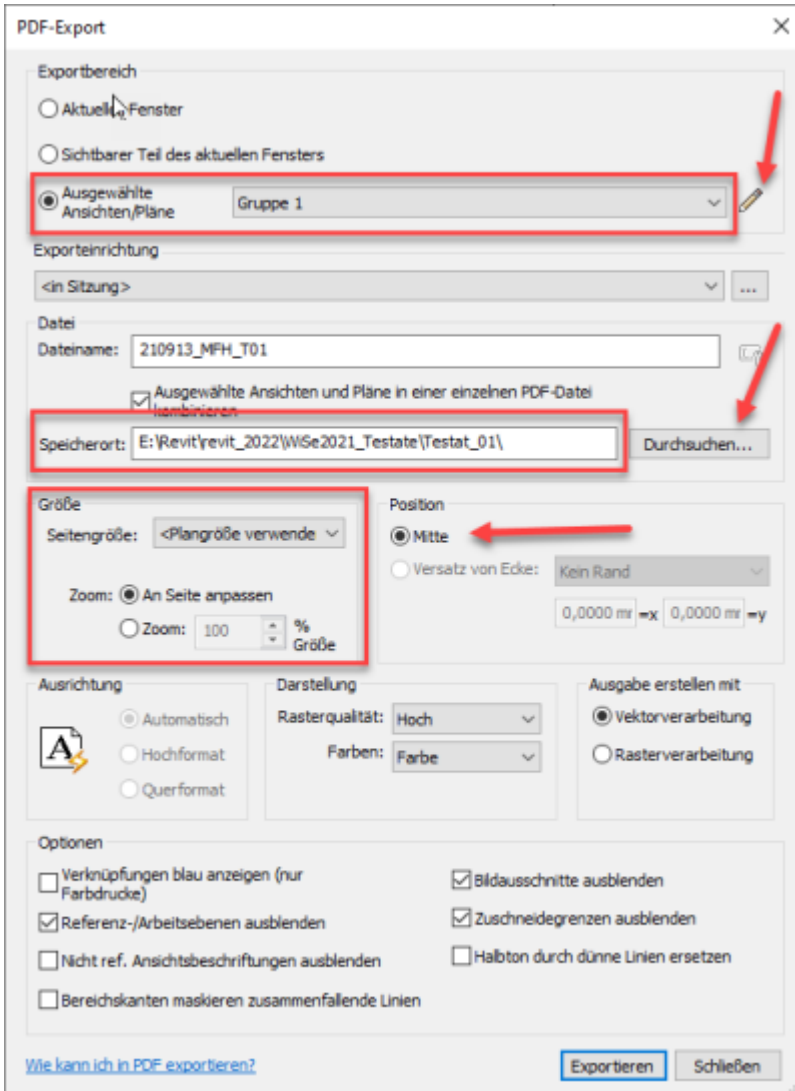 PDF-Export
Exportbereich
Aktuelles Fenster
Sichtbarer Teil des aktuellen Fensters
Ausgewählte
Ansichten/Pläne
Gruppe 1
Exporteinrichtung
<in Sitzung>
...
Datei
Dateiname: 210913_MFH_T01
Ausgewählte Ansichten und Pläne in einer einzelnen PDF-Datei
kombinieren
Speicherort: E:\Revit\revit_2022\WiSe2021_Testate\Testat_01\ Durchsuchen...
Größe
Seitengröße: <Plangröße verwende
Zoom: An Seite anpassen
Zoom: 100 %
Größe
Position
Mitte
Versatz von Ecke: Kein Rand
0,0000 mr =x 0,0000 mr =y
Ausrichtung
Automatisch
Hochformat
Querformat
Darstellung
Rasterqualität: Hoch
Farben: Farbe
Ausgabe erstellen mit
Vektorverarbeitung
Rasterverarbeitung
Optionen
Verknüpfungen blau anzeigen (nur
Farbdrucke)
Referenz-/Arbeitsebenen ausblenden
Nicht ref. Ansichtsbeschriftungen ausblenden
Bereichskanten maskieren zusammenfallende Linien
Bildausschnitte ausblenden
Zuschneidegrenzen ausblenden
Halbton durch dünne Linien ersetzen
Wie kann ich in PDF exportieren?
Exportieren Schließen